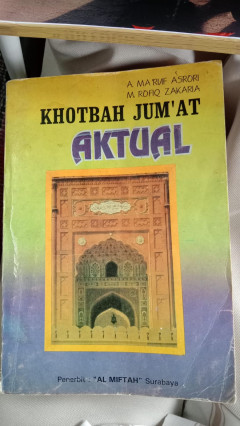 A. MA'RUF ASRORI
M. ROFIQ ZAKARIA
KHOTBAH JUM'AT
AKTUAL
Penerbit : "AL MIFTAH" Surabaya